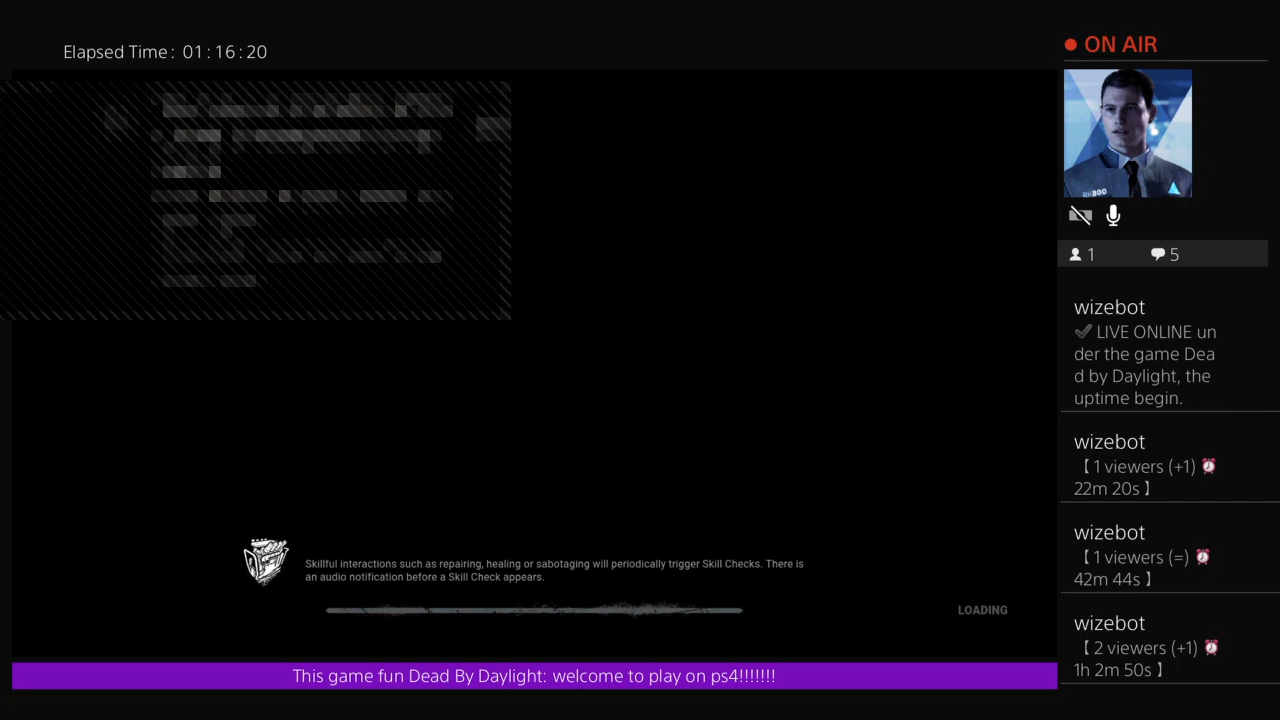 Elapsed Time: 01:16:20
ON AIR
1 5
wizebot
✔ LIVE ONLINE un
der the game Dea
d by Daylight, the
uptime begin.
wizebot
【1 viewers (+1) ⏰
22m 20s】
wizebot
【1 viewers (=) ⏰
42m 44s】
wizebot
【2 viewers (+1) ⏰
1h 2m 50s】
Skillful interactions such as repairing, healing or sabotaging will periodically trigger Skill Checks. There is
an audio notification before a Skill Check appears.
LOADING
This game fun Dead By Daylight: welcome to play on ps4!!!!!!!